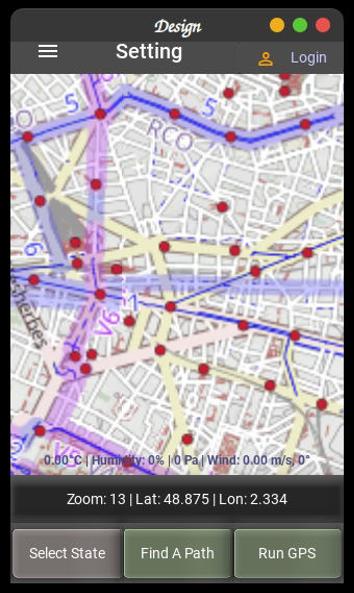 Design
Setting
Login
5
5
RCO
6
V6
1
0.00°C | Humidity: 0% | 0 Pa | Wind: 0.00 m/s, 0°
Zoom: 13 | Lat: 48.875 | Lon: 2.334
Select State
Find A Path
Run GPS